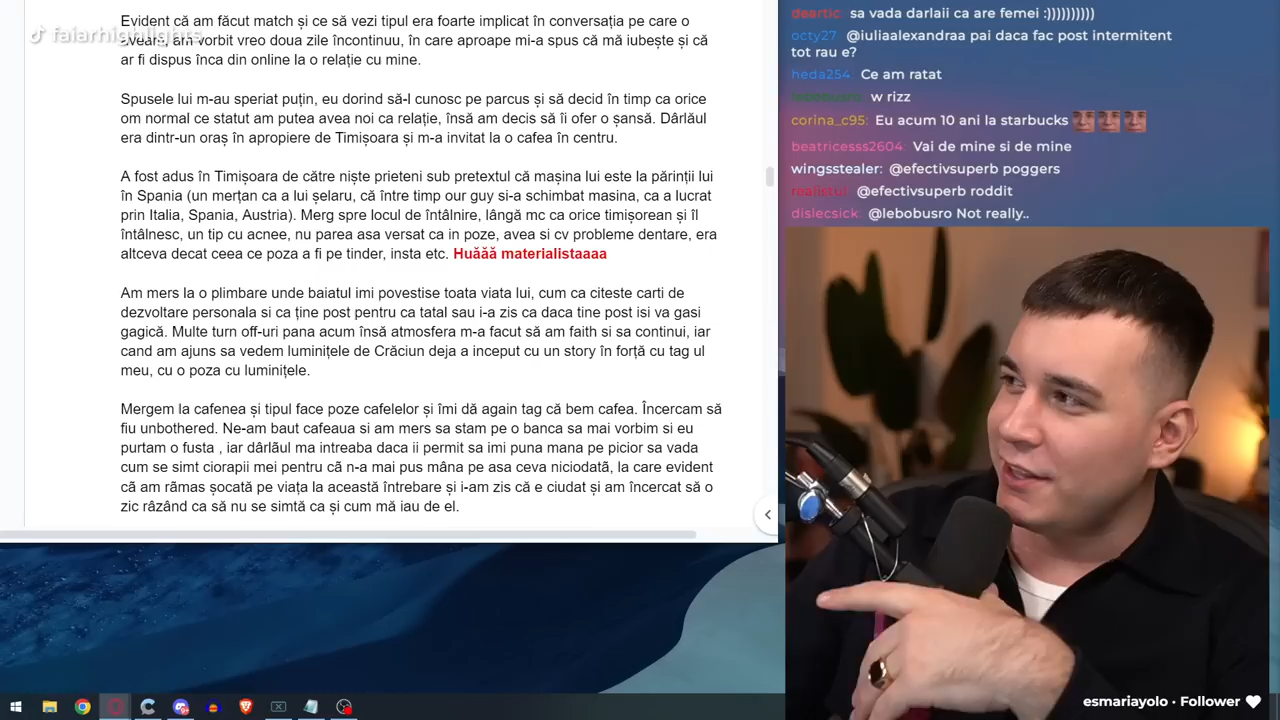 Evident că am făcut match și ce să vezi tipul era foarte implicat în conversația pe care o
faiarhighlights
aveam, am vorbit vreo doua zile încontinuu, în care aproape mi-a spus că mă iubește și că
ar fi dispus înca din online la o relație cu mine.
Spusele lui m-au speriat puțin, eu dorind să-l cunosc pe parcus și să decid în timp ca orice
om normal ce statut am putea avea noi ca relație, însă am decis să îi ofer o șansă. Dârlăul
era dintr-un oraș în apropiere de Timișoara și m-a invitat la o cafea în centru.
A fost adus în Timișoara de către niște prieteni sub pretextul că mașina lui este la părinții lui
în Spania (un merțan ca a lui șelaru, că între timp our guy si-a schimbat masina, ca a lucrat
prin Italia, Spania, Austria). Merg spre locul de întâlnire, lângă mc ca orice timișorean și îl
întâlnesc, un tip cu acnee, nu parea asa versat ca in poze, avea si cv probleme dentare, era
altceva decat ceea ce poza a fi pe tinder, insta etc. Huăăă materialistaaaa
Am mers la o plimbare unde baiatul imi povestise toata viata lui, cum ca citeste carti de
dezvoltare personala si ca ține post pentru ca tatal sau i-a zis ca daca tine post isi va gasi
gagică. Multe turn off-uri pana acum însă atmosfera m-a facut să am faith si sa continui, iar
cand am ajuns sa vedem luminițele de Crăciun deja a inceput cu un story în forță cu tag ul
meu, cu o poza cu luminițele.
Mergem la cafenea și tipul face poze cafelelor și îmi dă again tag că bem cafea. Încercam să
fiu unbothered. Ne-am baut cafeaua si am mers sa stam pe o banca sa mai vorbim si eu
purtam o fusta , iar dârlãul ma intreaba daca ii permit sa imi puna mana pe picior sa vada
cum se simt ciorapii mei pentru cã n-a mai pus mâna pe asa ceva niciodatã, la care evident
cã am rãmas șocatã pe viața la această întrebare și i-am zis că e ciudat și am încercat să o
zic râzând ca să nu se simtă ca și cum mă iau de el.
deartic: sa vada darlaii ca are femei :))))))))))
octy27: @iuliaalexandraa pai daca fac post intermitent
tot rau e?
heda254: Ce am ratat
lebobusro: w rizz
corina_c95: Eu acum 10 ani la starbucks
beatricesss2604: Vai de mine si de mine
wingsstealer: @efectivsuperb poggers
realistul: @efectivsuperb roddit
dislecsick: @lebobusro Not really..
esmariayolo · Follower